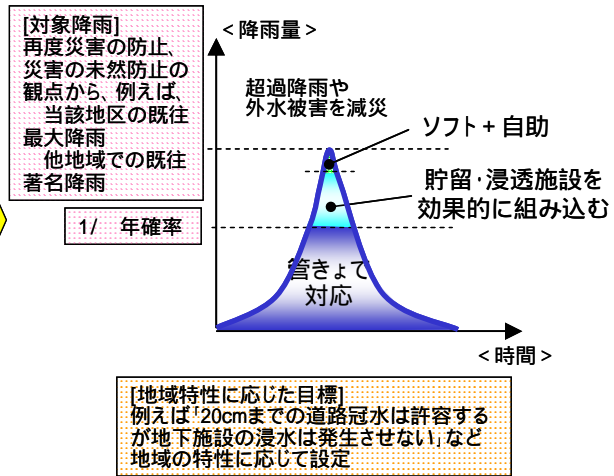 [対象降雨]
再度災害の防止、
災害の未然防止の
観点から、例えば、
当該地区の既往
最大降雨
他地域での既往
著名降雨
1/　年確率
<降雨量>
超過降雨や
外水被害を減災
ソフト+自助
貯留・浸透施設を
効果的に組み込む
管きょで
対応
<時間>
[地域特性に応じた目標]
例えば「20cmまでの道路冠水は許容する
が地下施設の浸水は発生させない」など
地域の特性に応じて設定